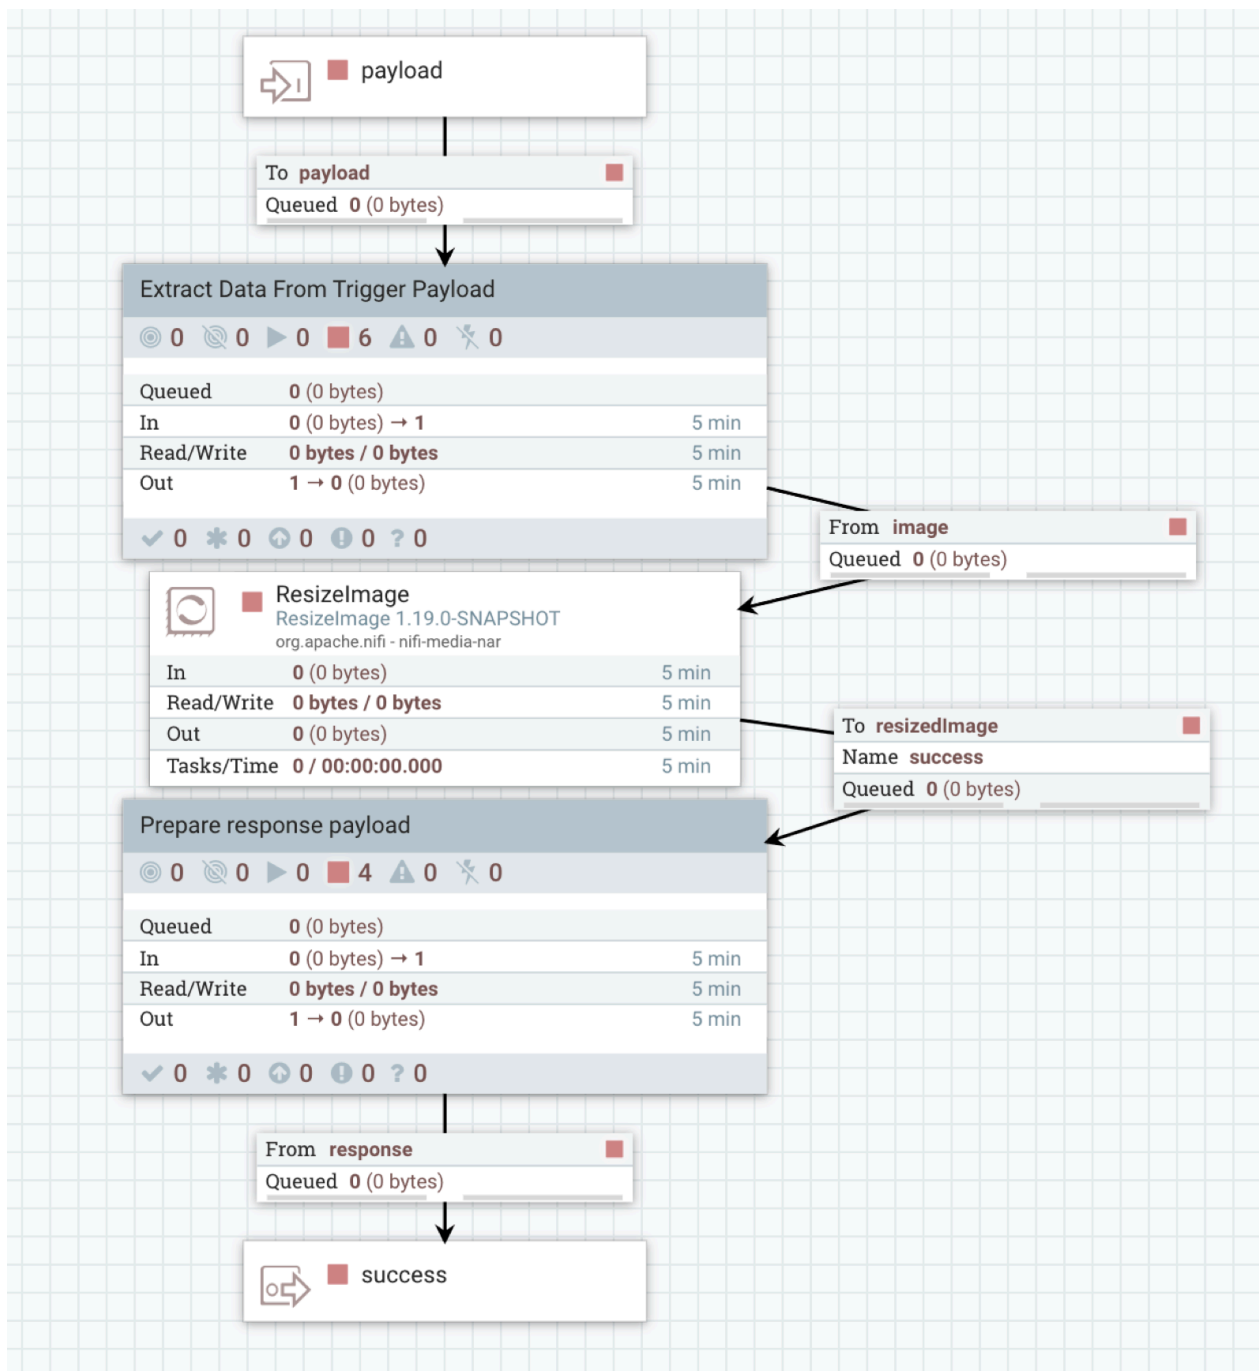 payload
To payload
Queued 0 (0 bytes)
Extract Data From Trigger Payload
0 0 0 6 0 0
Queued 0 (0 bytes)
In 0 (0 bytes) → 1 5 min
Read/Write 0 bytes / 0 bytes 5 min
Out 1 → 0 (0 bytes) 5 min
0 0 0 0 ? 0
From image
Queued 0 (0 bytes)
ResizeImage
ResizeImage 1.19.0-SNAPSHOT
org.apache.nifi - nifi-media-nar
In 0 (0 bytes) 5 min
Read/Write 0 bytes / 0 bytes 5 min
Out 0 (0 bytes) 5 min
Tasks/Time 0 / 00:00:00.000 5 min
To resizedImage
Name success
Queued 0 (0 bytes)
Prepare response payload
0 0 0 4 0 0
Queued 0 (0 bytes)
In 0 (0 bytes) → 1 5 min
Read/Write 0 bytes / 0 bytes 5 min
Out 1 → 0 (0 bytes) 5 min
0 0 0 0 ? 0
From response
Queued 0 (0 bytes)
success